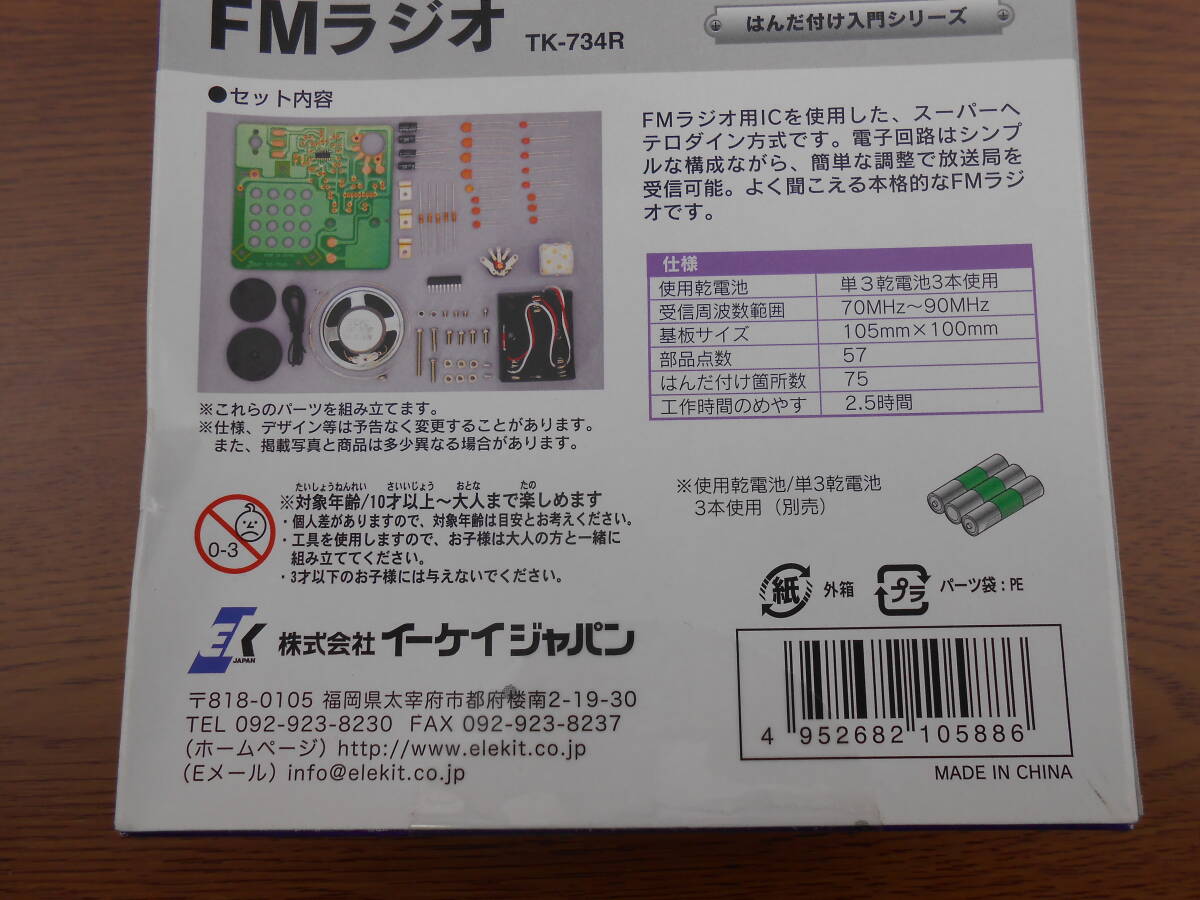 FMラジオ TK-734R
はんだ付け入門シリーズ
●セット内容
※これらのパーツを組み立てます。
※仕様、デザイン等は予告なく変更することがあります。
また、掲載写真と商品は多少異なる場合があります。
FMラジオ用ICを使用した、スーパーヘ
テロダイン方式です。電子回路はシンプ
ルな構成ながら、簡単な調整で放送局を
受信可能。よく聞こえる本格的なFMラジ
オです。
仕様
使用乾電池 単3乾電池3本使用
受信周波数範囲 70MHz～90MHz
基板サイズ 105mm×100mm
部品点数 57
はんだ付け箇所数 75
工作時間のめやす 2.5時間
※使用乾電池/単3乾電池
3本使用（別売）
0-3
たいしょうねんれい さいいじょう おとな たの
※対象年齢/10才以上～大人まで楽しめます
・個人差がありますので、対象年齢は目安とお考えください。
・工具を使用しますので、お子様は大人の方と一緒に
組み立ててください。
・3才以下のお子様には与えないでください。
紙 外箱 プラ パーツ袋：PE
EK JAPAN
株式会社 イーケイジャパン
〒818-0105 福岡県太宰府市都府楼南2-19-30
TEL 092-923-8230 FAX 092-923-8237
（ホームページ）http://www.elekit.co.jp
（Eメール）info@elekit.co.jp
4 952682 105886
MADE IN CHINA